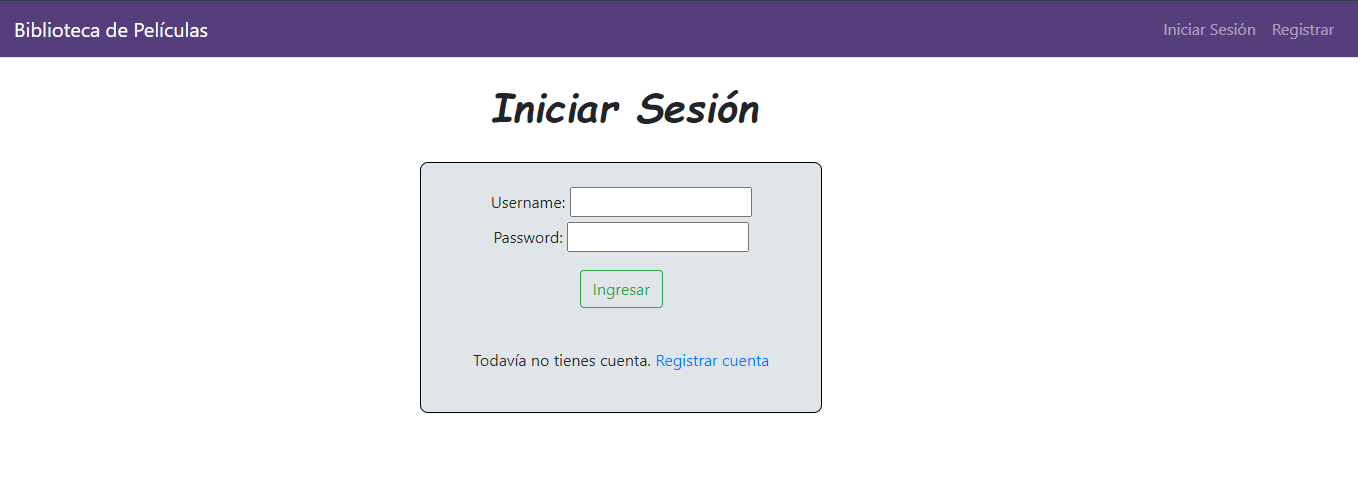 Biblioteca de Películas Iniciar Sesión Registrar
Iniciar Sesión
Username:
Password:
Ingresar
Todavía no tienes cuenta. Registrar cuenta